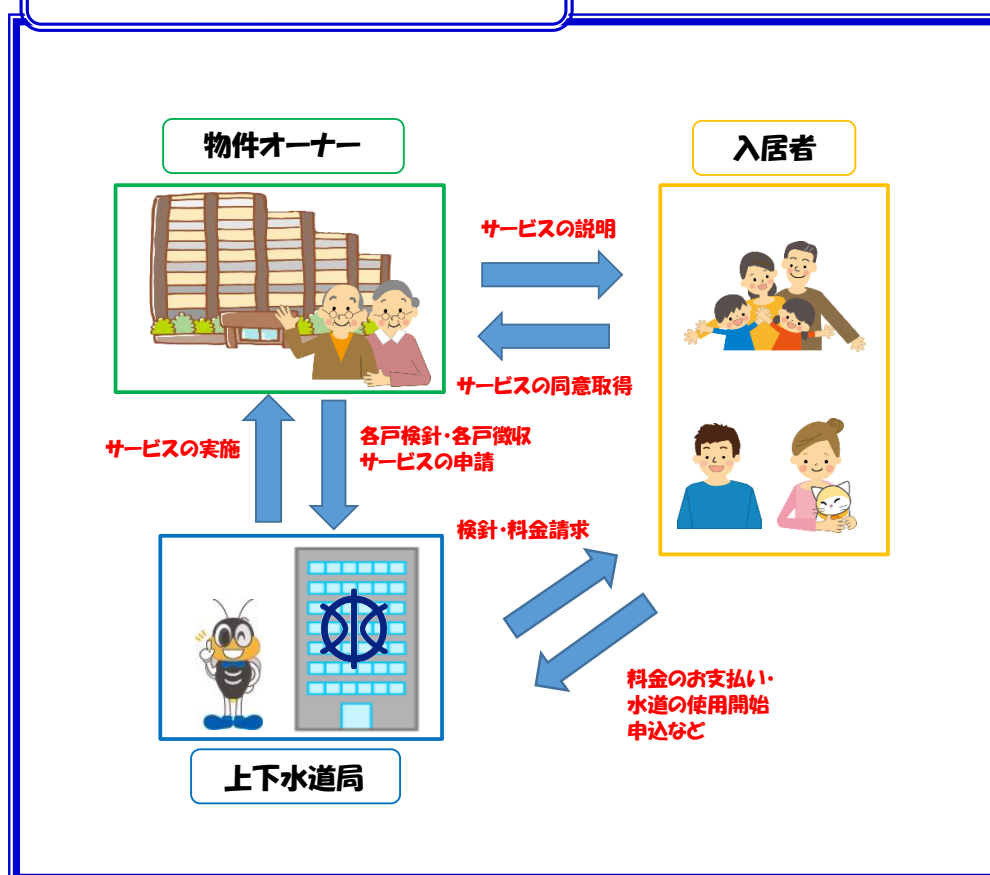 物件オーナー
入居者
サービスの説明
サービスの同意取得
サービスの実施
各戸検針・各戸徴収
サービスの申請
検針・料金請求
料金のお支払い・
水道の使用開始
申込など
上下水道局